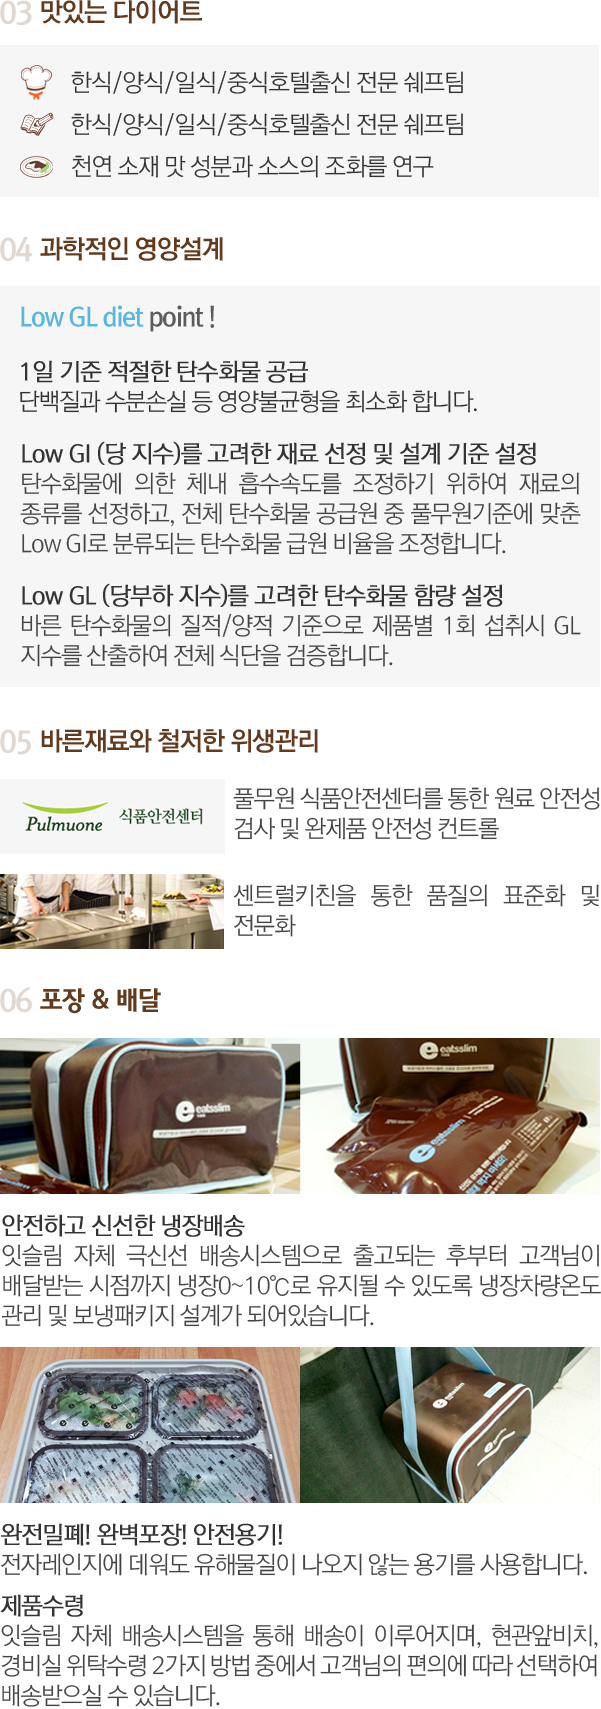 03 맛있는 다이어트
한식/양식/일식/중식호텔출신 전문 쉐프팀
한식/양식/일식/중식호텔출신 전문 쉐프팀
천연 소재 맛 성분과 소스의 조화를 연구
04 과학적인 영양설계
Low GL diet point !
1일 기준 적절한 탄수화물 공급
단백질과 수분손실 등 영양불균형을 최소화 합니다.
Low GI (당 지수)를 고려한 재료 선정 및 설계 기준 설정
탄수화물에 의한 체내 흡수속도를 조정하기 위하여 재료의
종류를 선정하고, 전체 탄수화물 공급원 중 풀무원기준에 맞춘
Low GI로 분류되는 탄수화물 급원 비율을 조정합니다.
Low GL (당부하 지수)를 고려한 탄수화물 함량 설정
바른 탄수화물의 질적/양적 기준으로 제품별 1회 섭취시 GL
지수를 산출하여 전체 식단을 검증합니다.
05 바른재료와 철저한 위생관리
Pulmuone 식품안전센터
풀무원 식품안전센터를 통한 원료 안전성
검사 및 완제품 안전성 컨트롤
센트럴키친을 통한 품질의 표준화 및
전문화
06 포장 & 배달
eatsslim
eatsslim
eatsslim
안전하고 신선한 냉장배송
잇슬림 자체 극신선 배송시스템으로 출고되는 후부터 고객님이
배달받는 시점까지 냉장0~10℃로 유지될 수 있도록 냉장차량온도
관리 및 보냉패키지 설계가 되어있습니다.
eatsslim
완전밀폐! 완벽포장! 안전용기!
전자레인지에 데워도 유해물질이 나오지 않는 용기를 사용합니다.
제품수령
잇슬림 자체 배송시스템을 통해 배송이 이루어지며, 현관앞비치,
경비실 위탁수령 2가지 방법 중에서 고객님의 편의에 따라 선택하여
배송받으실 수 있습니다.